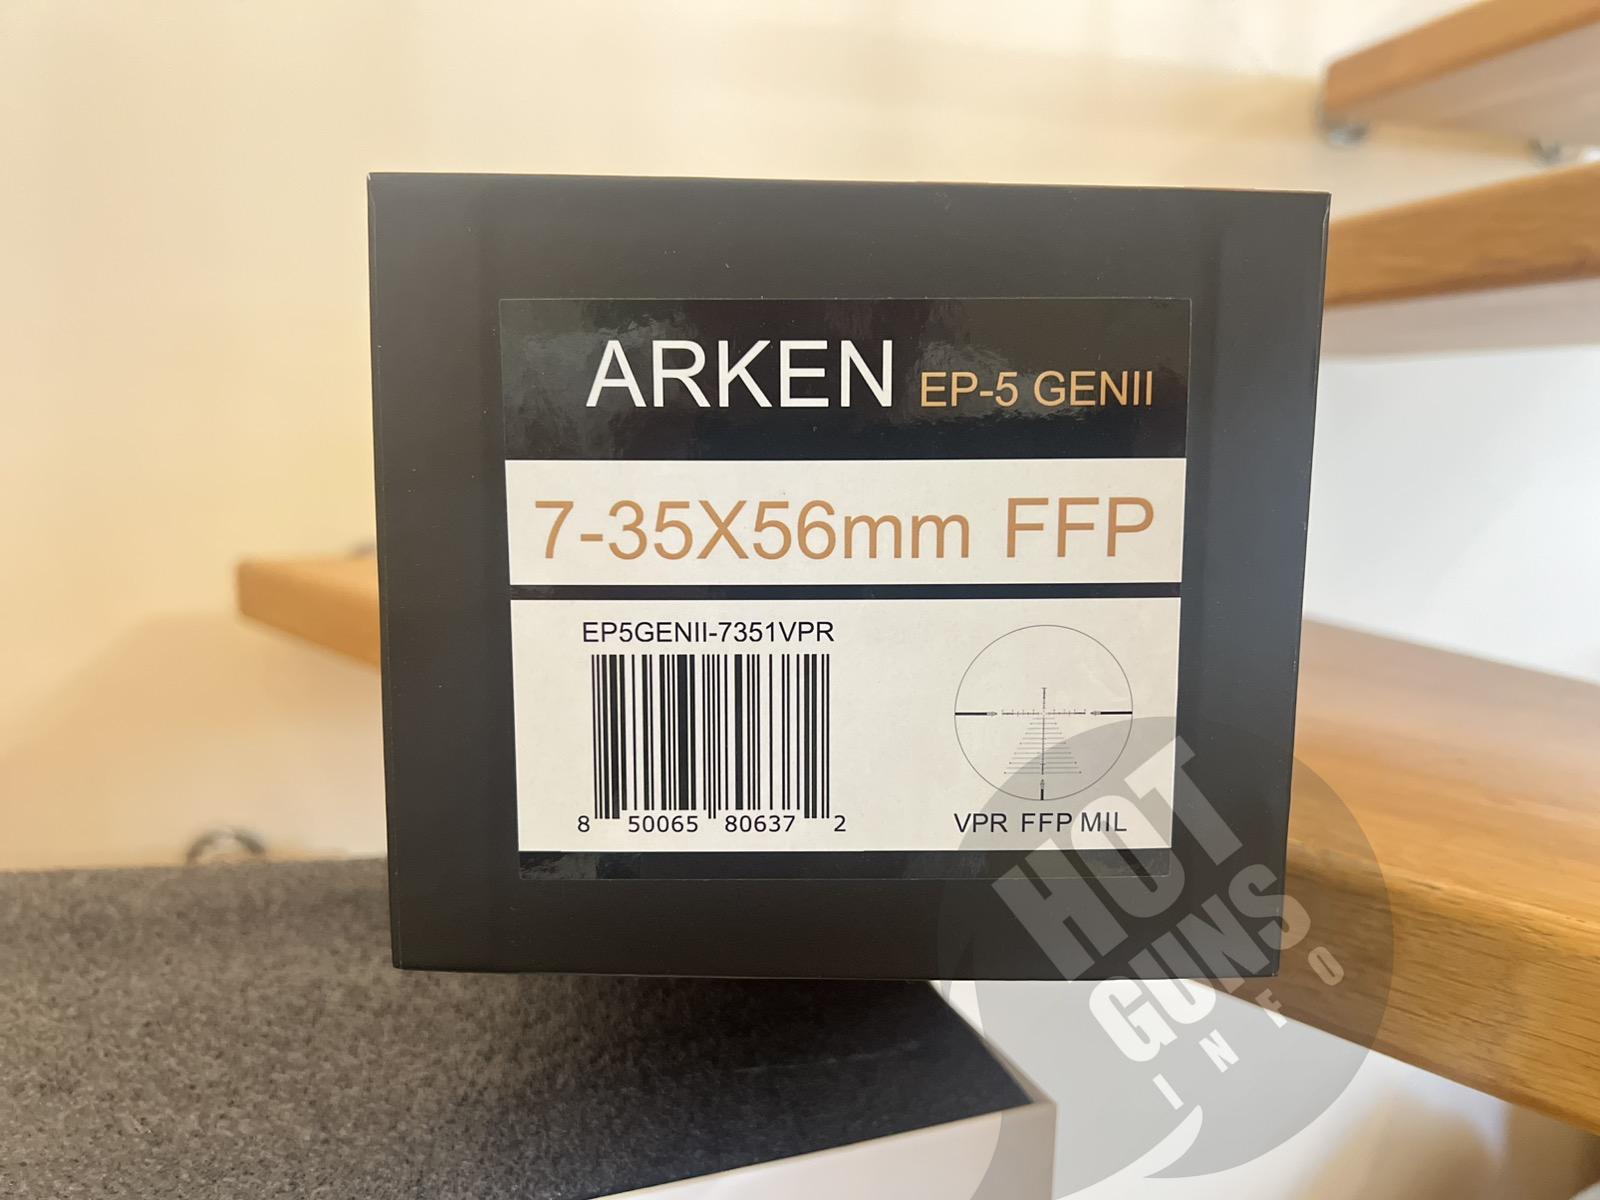 ARKEN EP-5 GENII
7-35X56mm FFP
EP5GENII-7351VPR
8 50065 80637 2
VPR FFP MIL
HOT
GUNS
INFO